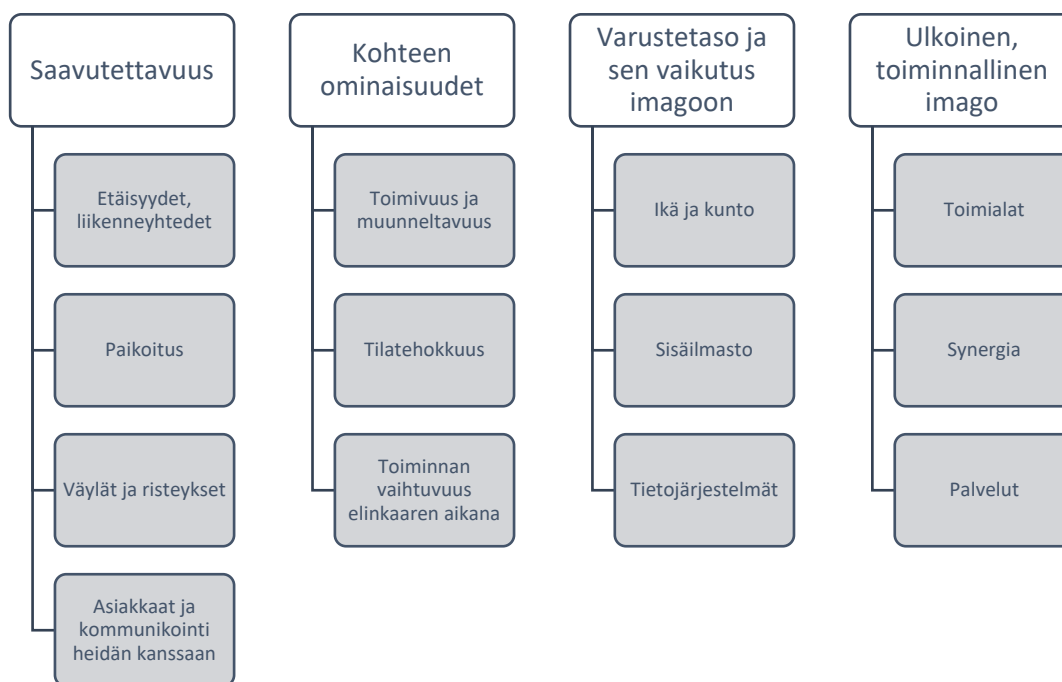 Saavutettavuus
Etäisyydet,
liikenneyhtedet
Paikoitus
Väylät ja risteykset
Asiakkaat ja
kommunikointi
heidän kanssaan
Kohteen
ominaisuudet
Toimivuus ja
muunneltavuus
Tilatehokkuus
Toiminnan
vaihtuvuus
elinkaaren aikana
Varustetaso ja
sen vaikutus
imagoon
Ikä ja kunto
Sisäilmasto
Tietojärjestelmät
Ulkoinen,
toiminnallinen
imago
Toimialat
Synergia
Palvelut